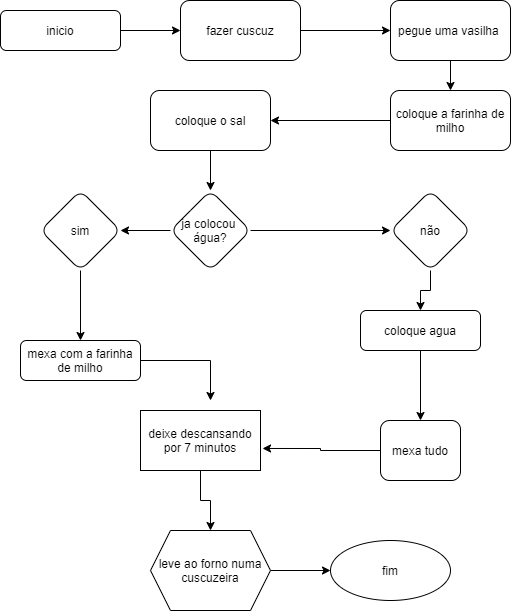 inicio
fazer cuscuz
pegue uma vasilha
coloque a farinha de
milho
coloque o sal
ja colocou
água?
sim
não
coloque agua
mexa com a farinha
de milho
deixe descansando
por 7 minutos
mexa tudo
leve ao forno numa
cuscuzeira
fim